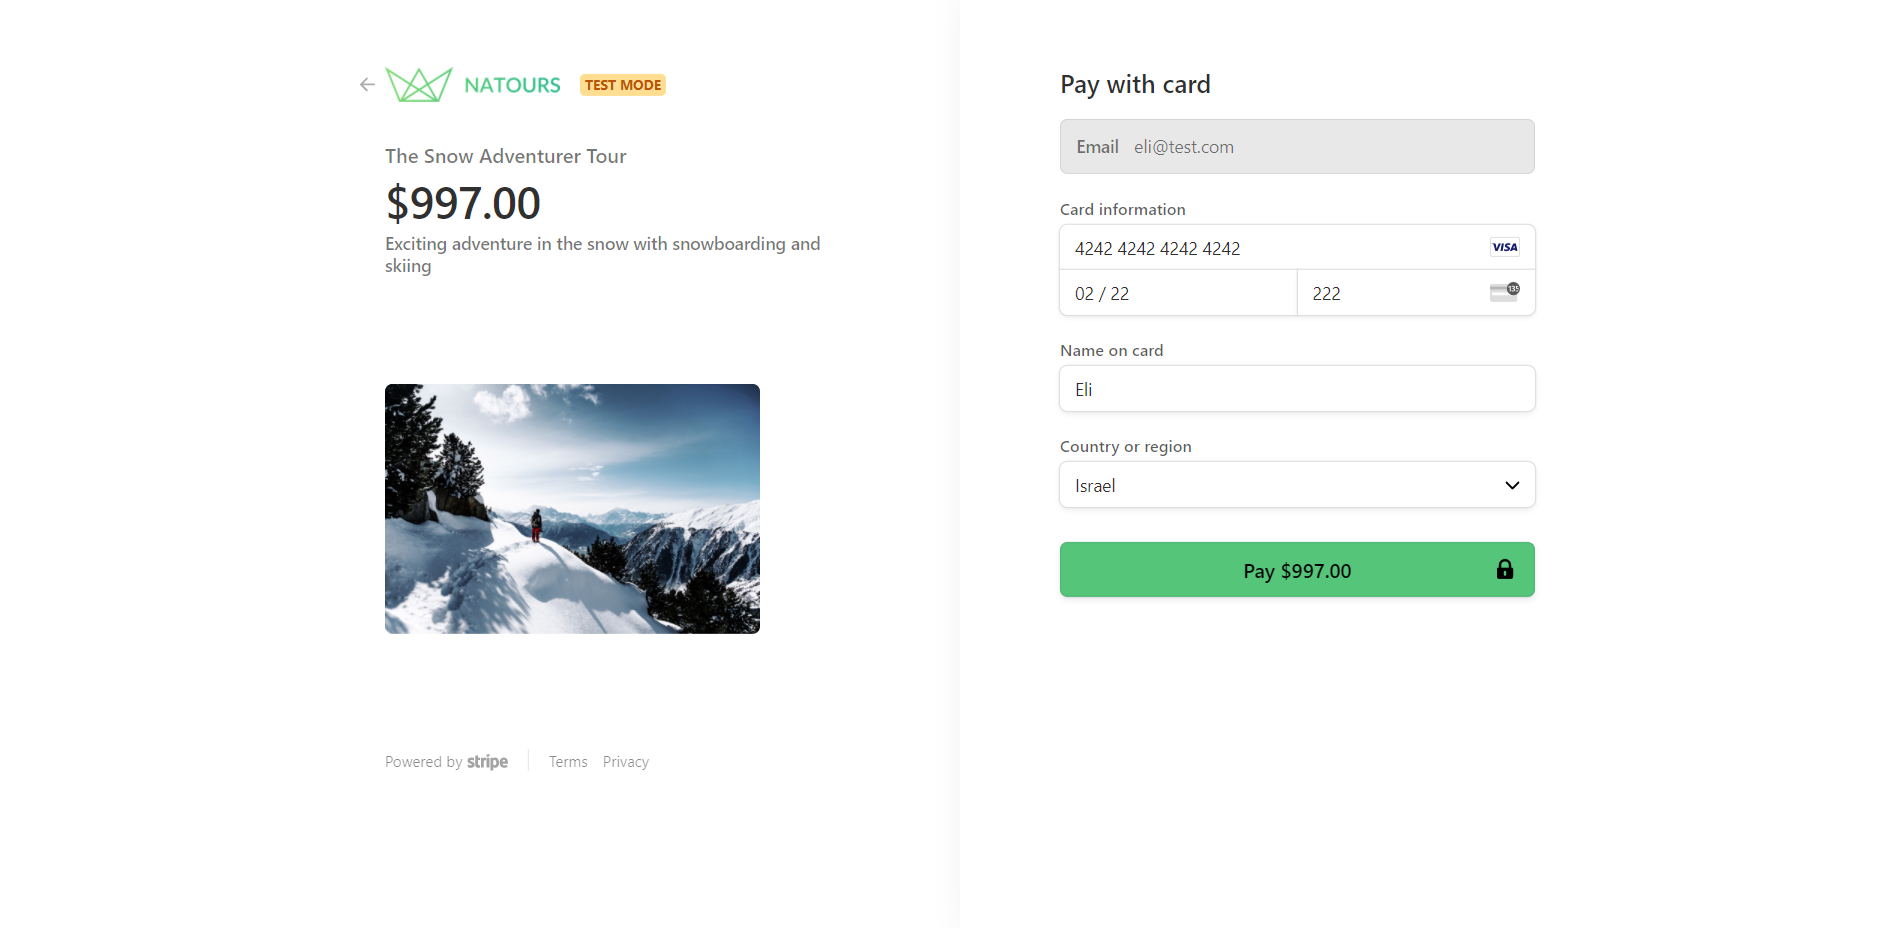 NATOURS TEST MODE
The Snow Adventurer Tour
$997.00
Exciting adventure in the snow with snowboarding and
skiing
Powered by stripe Terms Privacy
Pay with card
Email eli@test.com
Card information
4242 4242 4242 4242 VISA
02 / 22 222 135
Name on card
Eli
Country or region
Israel
Pay $997.00